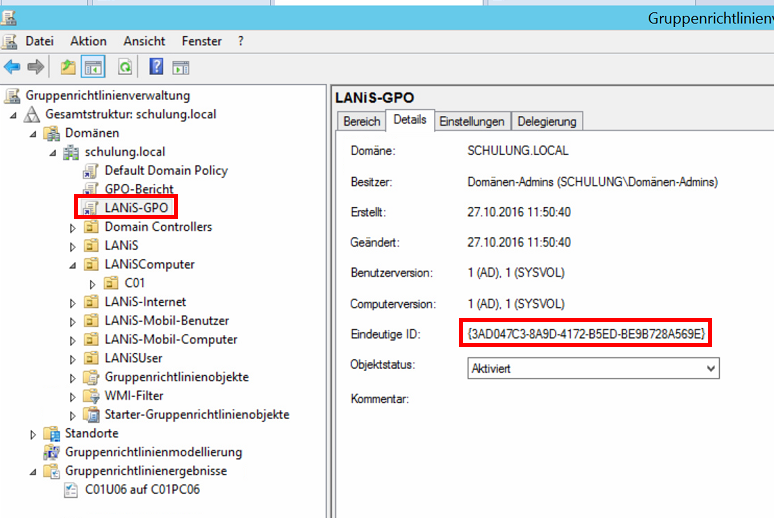 Gruppenrichtlinienv
Datei Aktion Ansicht Fenster ?
Gruppenrichtlinienverwaltung
Gesamtstruktur: schulung.local
Domänen
schulung.local
Default Domain Policy
GPO-Bericht
LANiS-GPO
Domain Controllers
LANiS
LANiSComputer
C01
LANiS-Internet
LANiS-Mobil-Benutzer
LANiS-Mobil-Computer
LANiSUser
Gruppenrichtlinienobjekte
WMI-Filter
Starter-Gruppenrichtlinienobjekte
Standorte
Gruppenrichtlinienmodellierung
Gruppenrichtlinienergebnisse
C01U06 auf C01PC06
LANiS-GPO
Bereich Details Einstellungen Delegierung
Domäne: SCHULUNG.LOCAL
Besitzer: Domänen-Admins (SCHULUNG\Domänen-Admins)
Erstellt: 27.10.2016 11:50:40
Geändert: 27.10.2016 11:50:40
Benutzerversion: 1 (AD), 1 (SYSVOL)
Computerversion: 1 (AD), 1 (SYSVOL)
Eindeutige ID: {3AD047C3-8A9D-4172-B5ED-BE9B728A569E}
Objektstatus: Aktiviert
Kommentar: